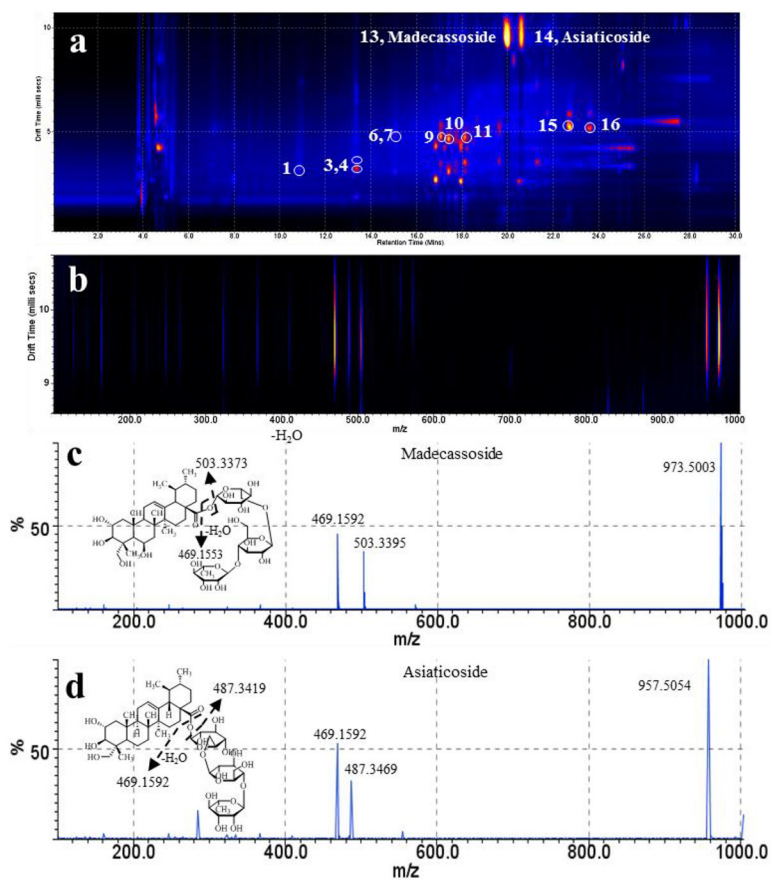 a
13, Madecassoside
14, Asiaticoside
1
3,4
6,7
9
10
11
15
16
Drift Time (milli secs)
10
5
2.0 4.0 6.0 8.0 10.0 12.0 14.0 16.0 18.0 20.0 22.0 24.0 26.0 28.0 30.0
Retention Time (Mins)
b
Drift Time (milli secs)
10
9
100.0 200.0 300.0 400.0 500.0 600.0 700.0 800.0 900.0 1000
m/z
-H₂O
c
Madecassoside
503.3373
973.5003
469.1592
503.3395
-H₂O
469.1553
%
50
200.0 400.0 600.0 800.0 1000.0
m/z
d
Asiaticoside
487.3419
957.5054
469.1592
487.3469
-H₂O
469.1592
%
50
200.0 400.0 600.0 800.0 1000.0
m/z